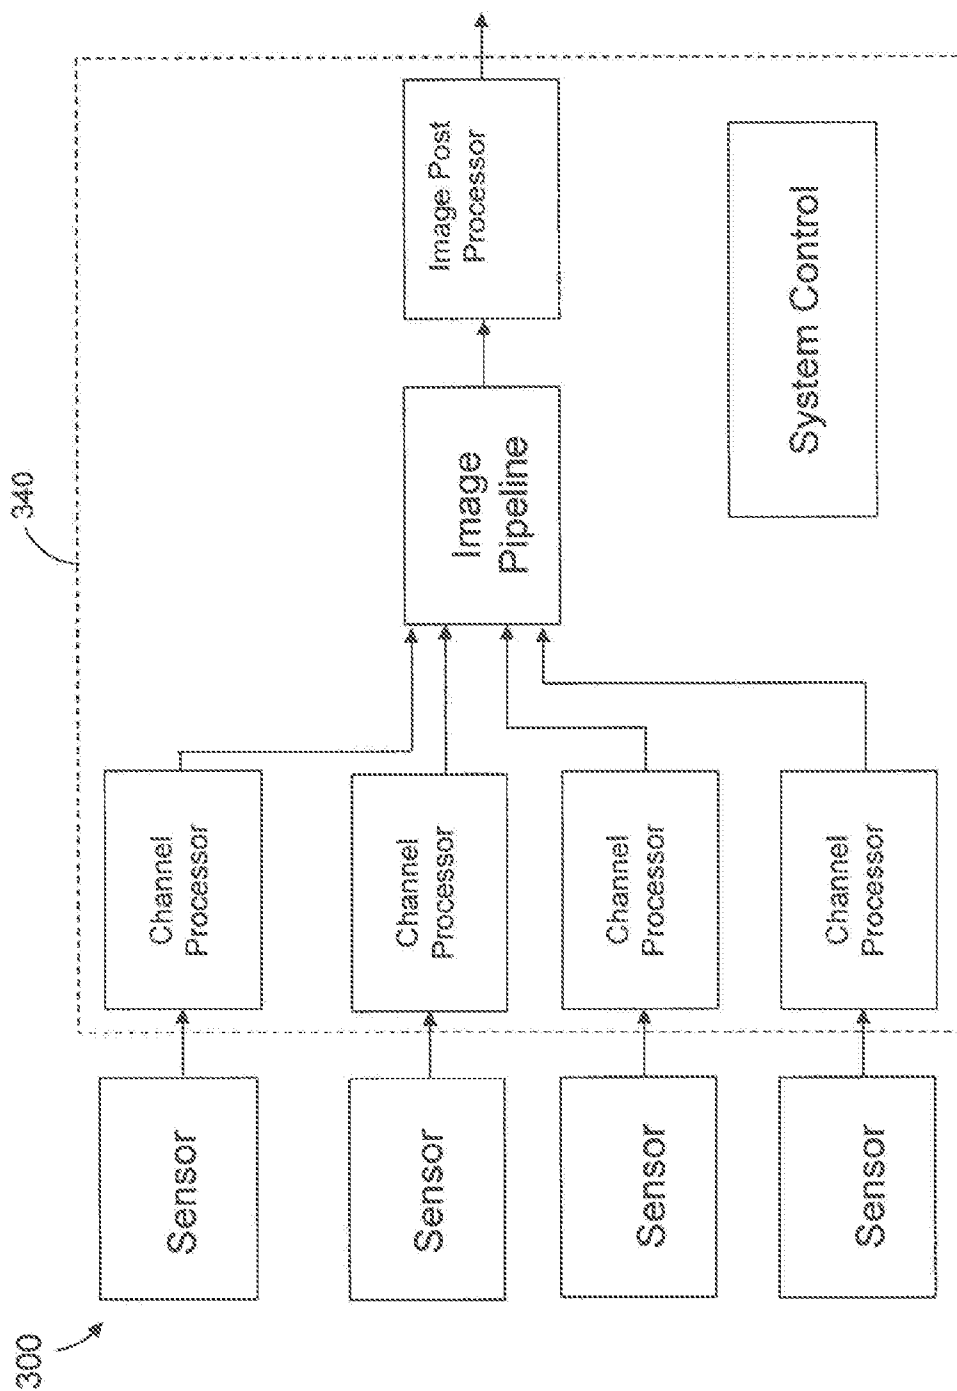 300
340
Sensor
Channel
Processor
Sensor
Channel
Processor
Sensor
Channel
Processor
Sensor
Channel
Processor
Image
Pipeline
Image Post
Processor
System Control